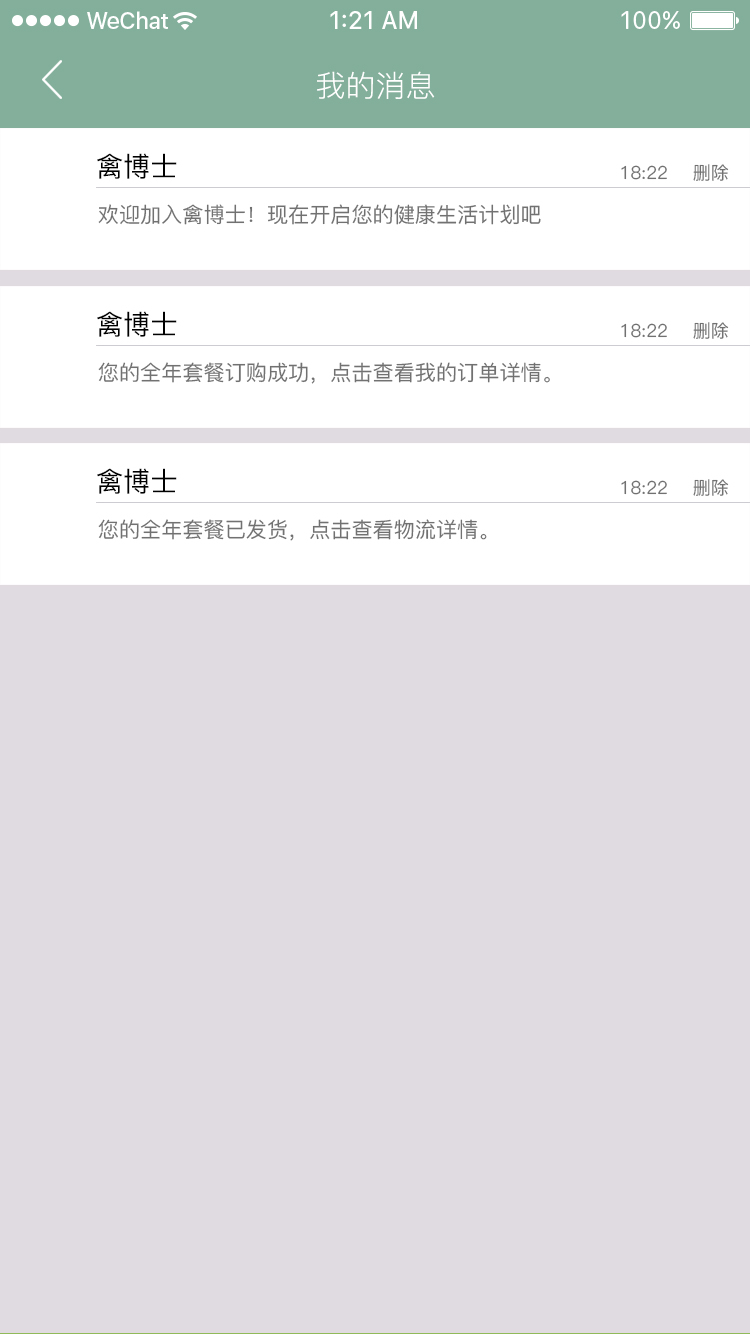 WeChat 1:21 AM 100%
我的消息
禽博士 18:22 删除
欢迎加入禽博士！现在开启您的健康生活计划吧
禽博士 18:22 删除
您的全年套餐订购成功，点击查看我的订单详情。
禽博士 18:22 删除
您的全年套餐已发货，点击查看物流详情。